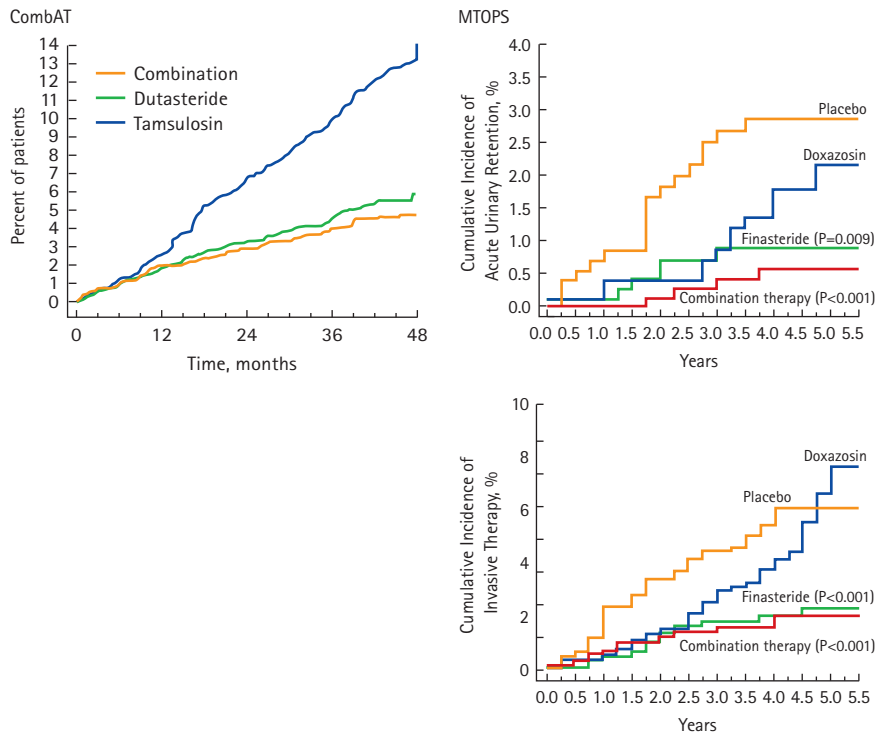 CombAT
Percent of patients
14
13
12
11
10
9
8
7
6
5
4
3
2
1
0
Combination
Dutasteride
Tamsulosin
0 12 24 36 48
Time, months
MTOPS
Cumulative Incidence of
Acute Urinary Retention, %
4.0
3.5
3.0
2.5
2.0
1.5
1.0
0.5
0.0
Placebo
Doxazosin
Finasteride (P=0.009)
Combination therapy (P<0.001)
0.0 0.5 1.0 1.5 2.0 2.5 3.0 3.5 4.0 4.5 5.0 5.5
Years
Cumulative Incidence of
Invasive Therapy, %
10
8
6
4
2
0
Doxazosin
Placebo
Finasteride (P<0.001)
Combination therapy (P<0.001)
0.0 0.5 1.0 1.5 2.0 2.5 3.0 3.5 4.0 4.5 5.0 5.5
Years